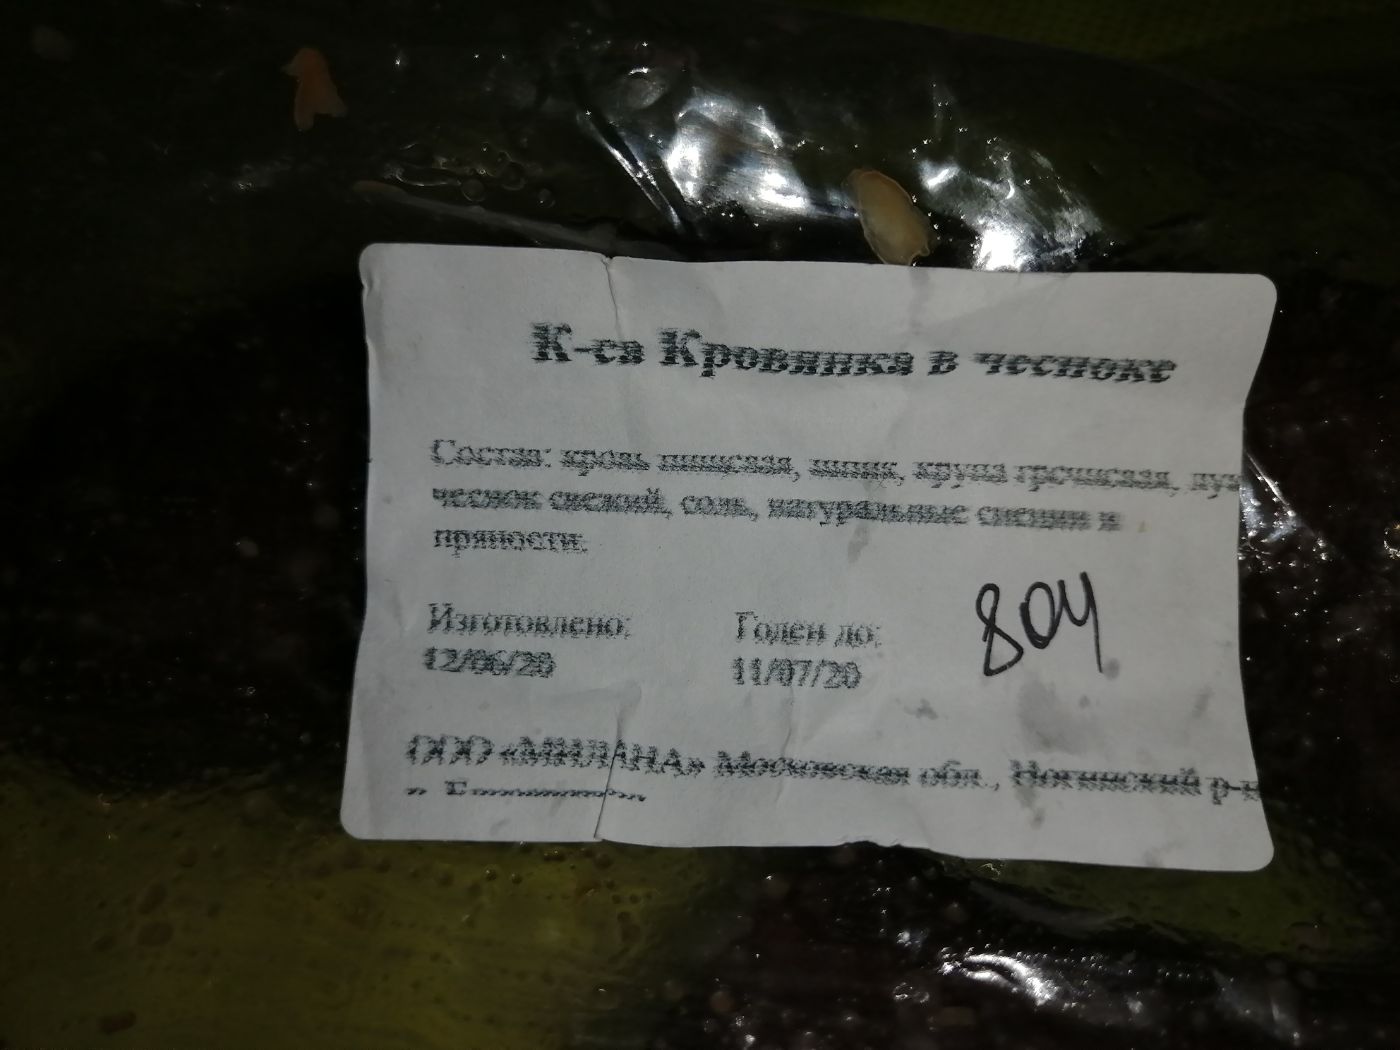 К-са Кровянка в чесноке
Состав: кровь пищевая, шпик, крупа гречневая, лук
чеснок свежий, соль, натуральные специи и
пряности.
Изготовлено: Годен до: 804
12/06/20 11/07/20
ООО «МИЛАНА» Московская обл., Ногинский р-н